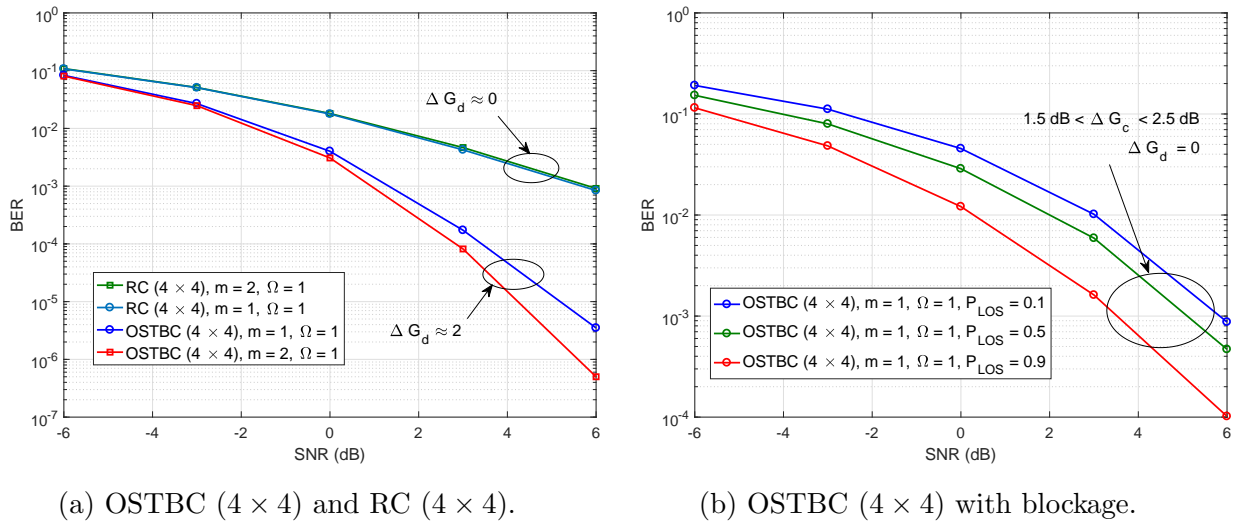 10^0
10^-1
10^-2
10^-3
10^-4
10^-5
10^-6
10^-7
BER
-6 -4 -2 0 2 4 6
SNR (dB)
Δ G_d ≈ 0
Δ G_d ≈ 2
RC (4 × 4), m = 2, Ω = 1
RC (4 × 4), m = 1, Ω = 1
OSTBC (4 × 4), m = 1, Ω = 1
OSTBC (4 × 4), m = 2, Ω = 1
(a) OSTBC (4 × 4) and RC (4 × 4).
10^0
10^-1
10^-2
10^-3
10^-4
BER
-6 -4 -2 0 2 4 6
SNR (dB)
1.5 dB < Δ G_c < 2.5 dB
Δ G_d = 0
OSTBC (4 × 4), m = 1, Ω = 1, P_LOS = 0.1
OSTBC (4 × 4), m = 1, Ω = 1, P_LOS = 0.5
OSTBC (4 × 4), m = 1, Ω = 1, P_LOS = 0.9
(b) OSTBC (4 × 4) with blockage.